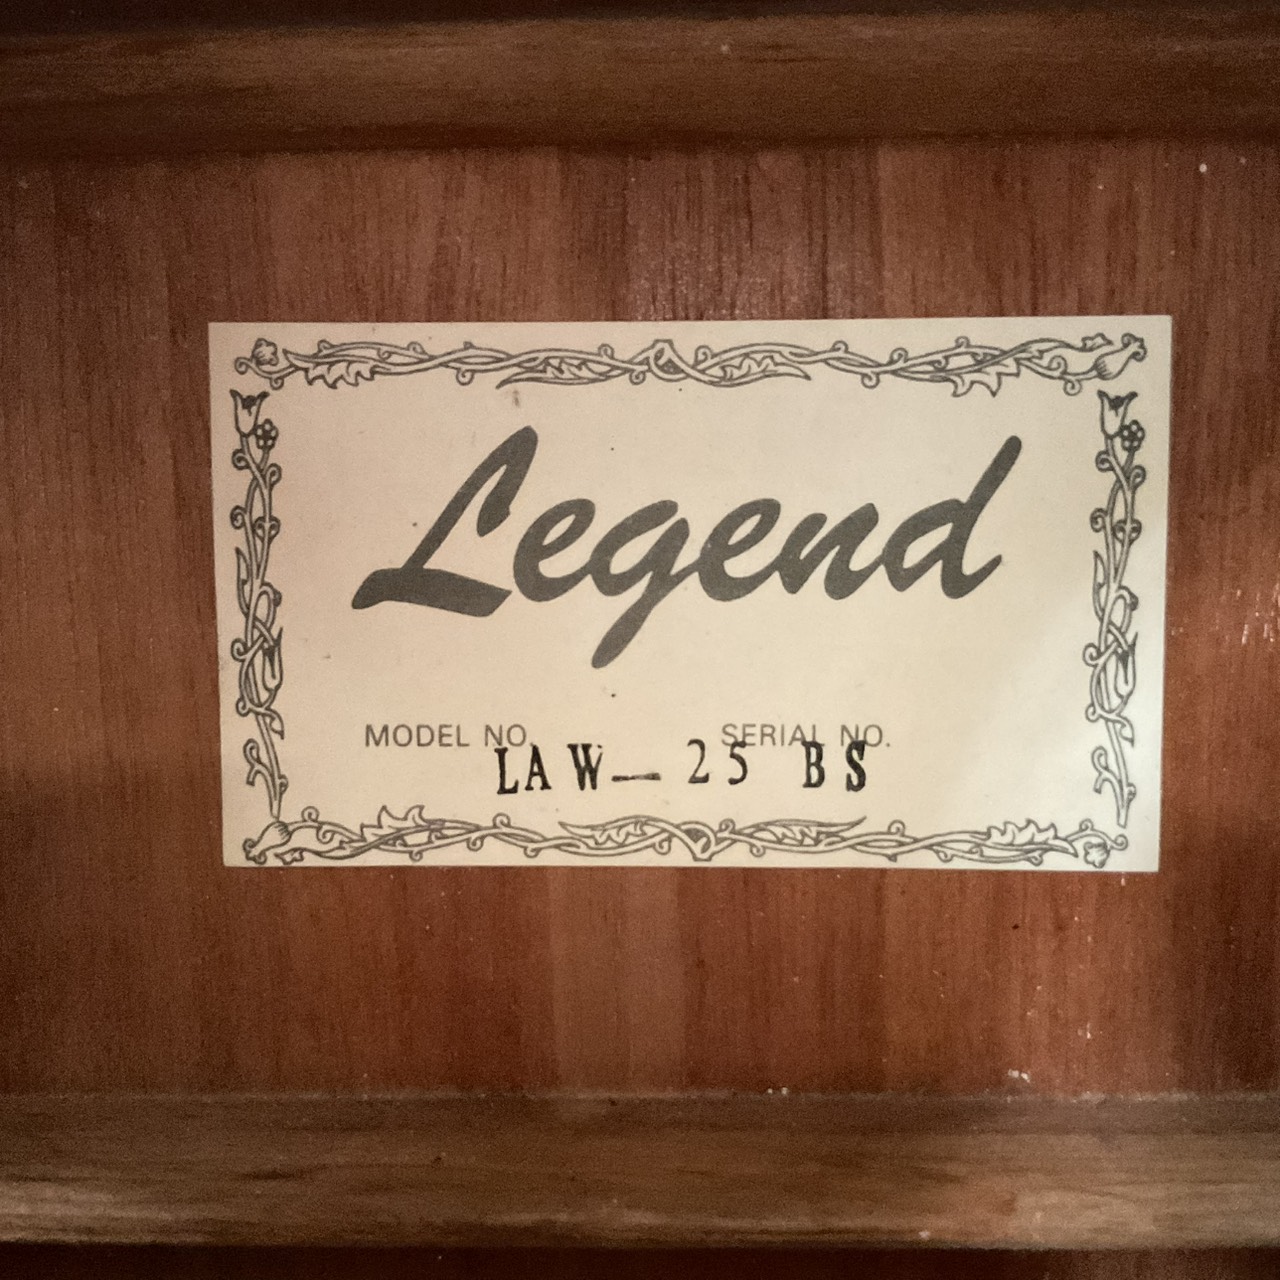 Legend
MODEL NO. SERIAL NO.
LAW— 25 BS